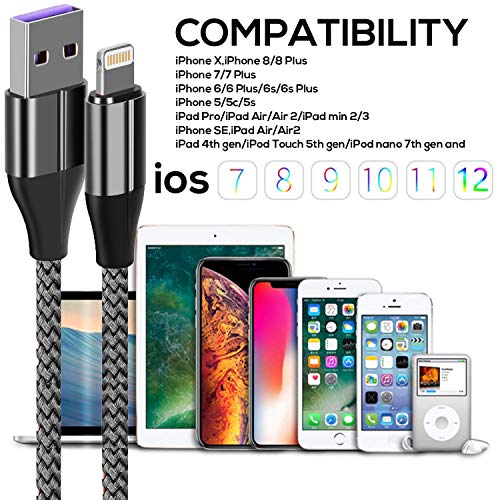 COMPATIBILITY
iPhone X,iPhone 8/8 Plus
iPhone 7/7 Plus
iPhone 6/6 Plus/6s/6s Plus
iPhone 5/5c/5s
iPad Pro/iPad Air/Air 2/iPad min 2/3
iPhone SE,iPad Air/Air2
iPad 4th gen/iPod Touch 5th gen/iPod nano 7th gen and
ios 7 8 9 10 11 12